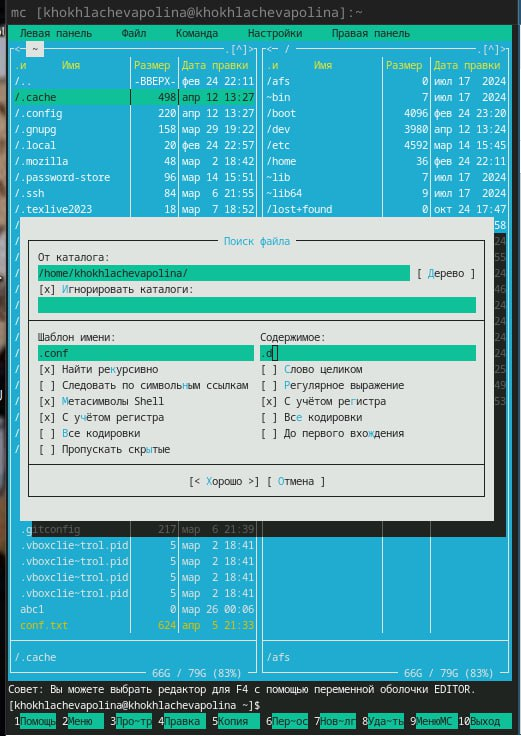 mc [khokhlachevapolina@khokhlachevapolina]:~
Левая панель Файл Команда Настройки Правая панель
<─ ~ .[^]> <─ / .[^]>
.и Имя Размер Дата правки .и Имя Размер Дата правки
/.. -ВВЕРХ- фев 24 22:11 /afs 0 июл 17 2024
/.cache 498 апр 12 13:27 ~bin 7 июл 17 2024
/.config 220 апр 12 13:27 /boot 4096 фев 24 23:20
/.gnupg 158 мар 29 19:22 /dev 3980 апр 12 13:24
/.local 20 фев 24 22:57 /etc 4592 мар 14 15:45
/.mozilla 48 мар 2 18:42 /home 36 фев 24 22:11
/.password-store 96 мар 14 15:51 ~lib 7 июл 17 2024
/.ssh 84 мар 6 21:55 ~lib64 9 июл 17 2024
/.texlive2023 18 мар 7 18:52 /lost+found 0 окт 24 17:47
Поиск файла
От каталога:
/home/khokhlachevapolina/ [ Дерево ]
[x] Игнорировать каталоги:
Шаблон имени: Содержимое:
.conf .d
[x] Найти рекурсивно [ ] Слово целиком
[ ] Следовать по символьным ссылкам [ ] Регулярное выражение
[x] Метасимволы Shell [x] С учётом регистра
[x] С учётом регистра [ ] Все кодировки
[ ] Все кодировки [ ] До первого вхождения
[ ] Пропускать скрытые
[< Хорошо >] [ Отмена ]
.gitconfig 217 мар 6 21:39
.vboxclie~trol.pid 5 мар 2 18:41
.vboxclie~trol.pid 5 мар 2 18:41
.vboxclie~trol.pid 5 мар 2 18:41
.vboxclie~trol.pid 5 мар 2 18:41
abc1 0 мар 26 00:06
conf.txt 624 апр 5 21:33
/.cache /afs
66G / 79G (83%) 66G / 79G (83%)
Совет: Вы можете выбрать редактор для F4 с помощью переменной оболочки EDITOR.
[khokhlachevapolina@khokhlachevapolina ~]$
1Помощь 2Меню 3Про~тр 4Правка 5Копия 6Пер~ос 7Нов~лг 8Уда~ть 9МенюМС 10Выход